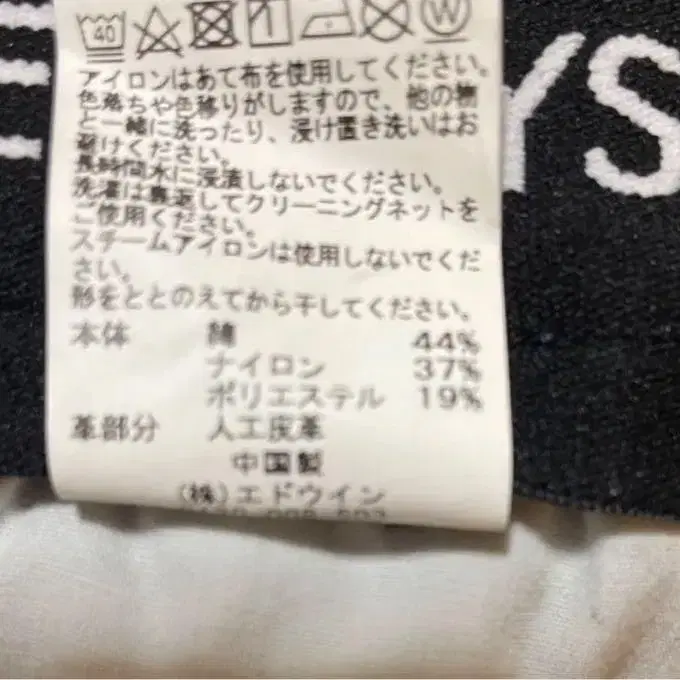 40 W
アイロンはあて布を使用してください。
色落ちや色移りがしますので、他の物
と一緒に洗ったり、浸け置き洗いはお
避けください。
長時間水に浸漬しないでください。
洗濯は裏返してクリーニングネットを
ご使用ください。
スチームアイロンは使用しないでくだ
さい。
形をととのえてから干してください。
本体 綿 44%
ナイロン 37%
ポリエステル 19%
革部分 人工皮革
中国製
(株)エドウイン
YS